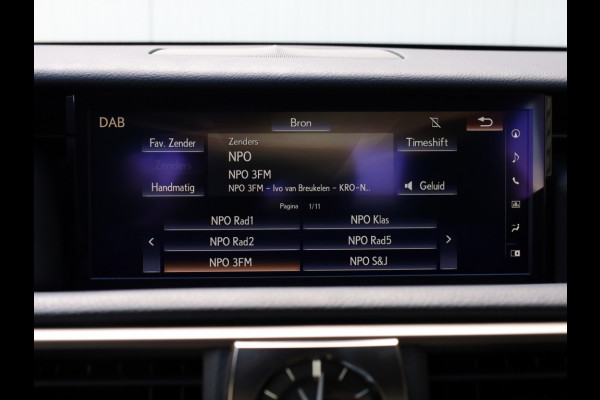 DAB
Bron
Fav. Zender
Zenders
Timeshift
NPO
Zenders
NPO 3FM
Handmatig
NPO 3FM – Ivo van Breukelen – KRO-N...
Geluid
Pagina 1/11
NPO Rad1
NPO Klas
NPO Rad2
NPO Rad5
NPO 3FM
NPO S&J